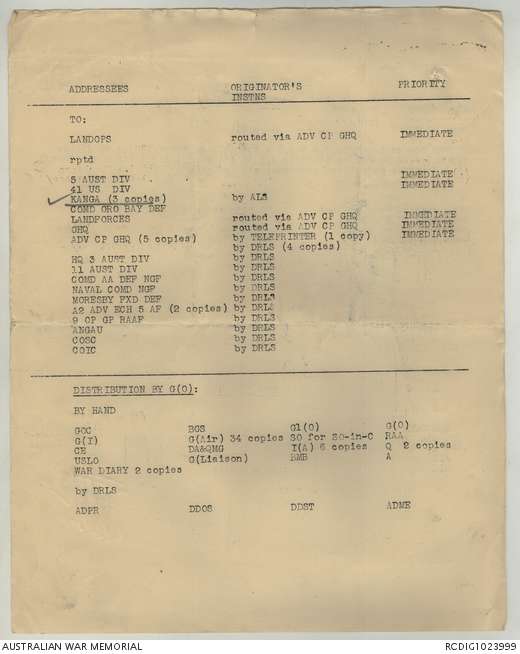 ADDRESSEES ORIGINATOR'S INSTNS PRIORITY
TO:
LANDOPS routed via ADV CP GHQ IMMEDIATE
rptd
5 AUST DIV IMMEDIATE
41 US DIV IMMEDIATE
KANGA (3 copies) by ALS
COMD ORO BAY DEF
LANDFORCES routed via ADV CP GHQ IMMEDIATE
GHQ routed via ADV CP GHQ IMMEDIATE
ADV CP GHQ (5 copies) by TELEPRINTER (1 copy) IMMEDIATE
by DRLS (4 copies)
HQ 3 AUST DIV by DRLS
11 AUST DIV by DRLS
COMD AA DEF NGF by DRLS
NAVAL COMD NGF by DRLS
MORESBY FXD DEF by DRLS
A2 ADV ECH 5 AF (2 copies) by DRLS
9 OP GP RAAF by DRLS
ANGAU by DRLS
COSC by DRLS
CGIC by DRLS
DISTRIBUTION BY G(O):
BY HAND
GOC BGS G1(O) G(O)
G(I) G(Air) 34 copies SO for SO-in-C RAA
CE DA&QMG I(A) 6 copies Q 2 copies
USLO G(Liaison) BMB A
WAR DIARY 2 copies
by DRLS
ADPR DDOS DDST ADME
AUSTRALIAN WAR MEMORIAL RCDIG1023999